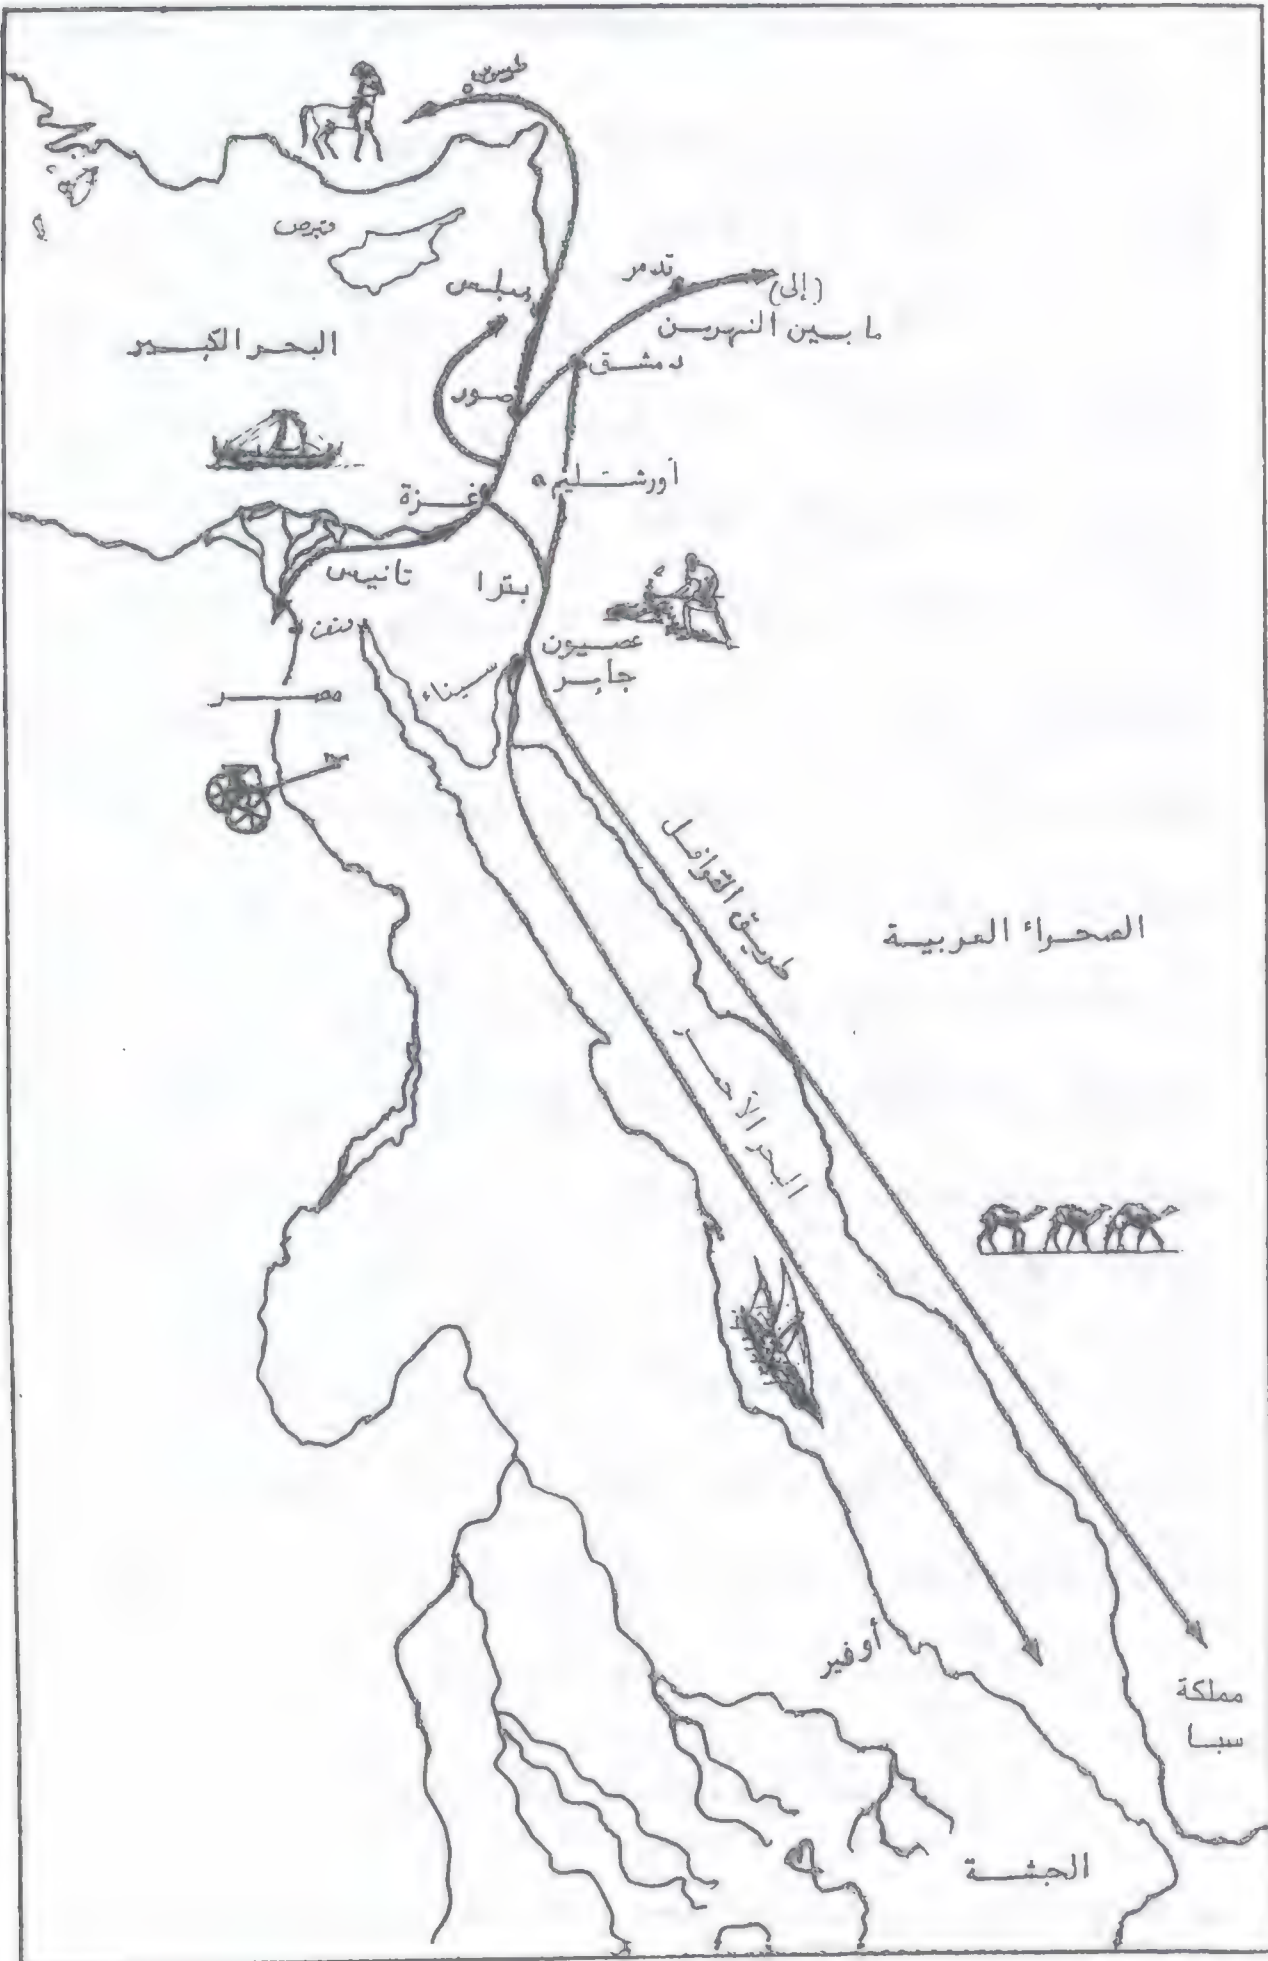 طرسوس
قبرص
تدمر
(إلى)
ما بين النهرين
البحر الكبير
دمشق
صور
أورشليم
غزة
تانيس
بترا
منف
عصيون
جابر
سيناء
مصر
طريق القوافل
الصحراء العربية
البحر الأحمر
أوفير
مملكة
سبا
الحبشة